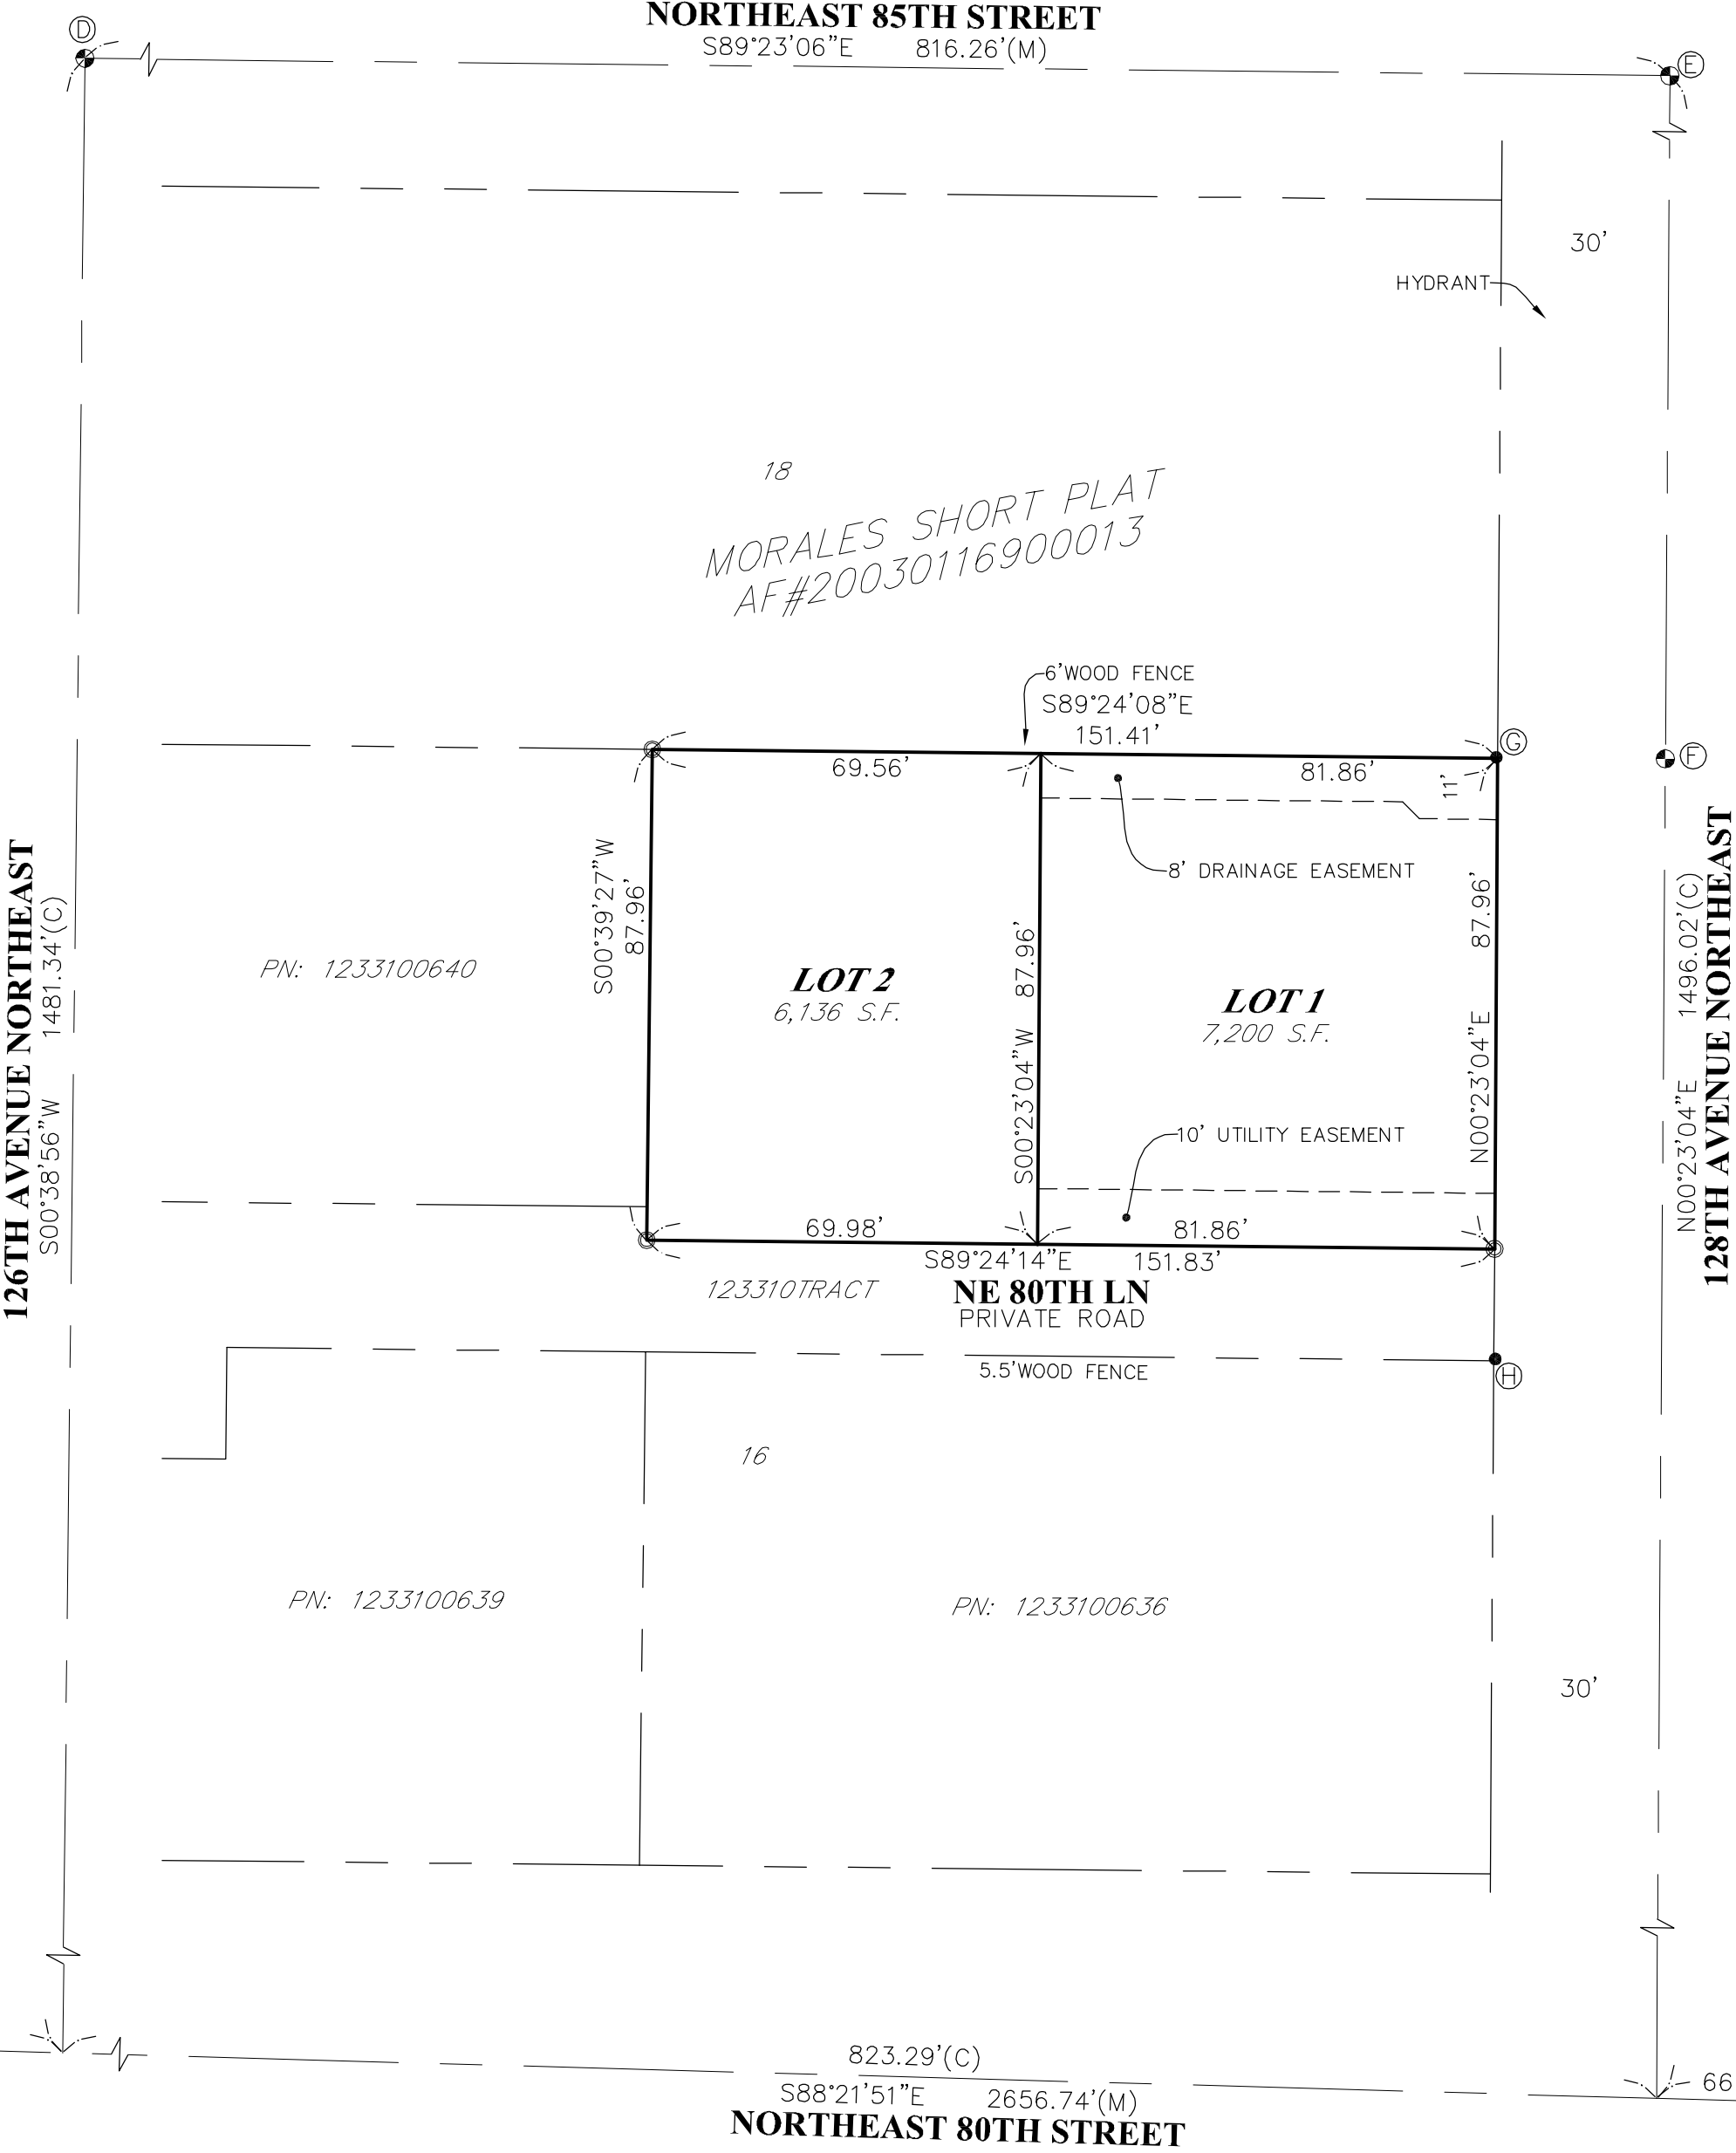 NORTHEAST 85TH STREET
S89°23'06"E 816.26'(M)
D
E
30'
HYDRANT
18
MORALES SHORT PLAT
AF#20030116900013
6'WOOD FENCE
S89°24'08"E
151.41'
G
F
69.56'
81.86'
11'
8' DRAINAGE EASEMENT
126TH AVENUE NORTHEAST
S00°38'56"W 1481.34'(C)
PN: 1233100640
S00°39'27"W
87.96'
LOT 2
6,136 S.F.
S00°23'04"W 87.96'
LOT 1
7,200 S.F.
N00°23'04"E 87.96'
N00°23'04"E 1496.02'(C)
128TH AVENUE NORTHEAST
10' UTILITY EASEMENT
69.98'
81.86'
S89°24'14"E 151.83'
123310TRACT
NE 80TH LN
PRIVATE ROAD
5.5'WOOD FENCE
H
16
PN: 1233100639
PN: 1233100636
30'
823.29'(C)
S88°21'51"E 2656.74'(M)
66
NORTHEAST 80TH STREET